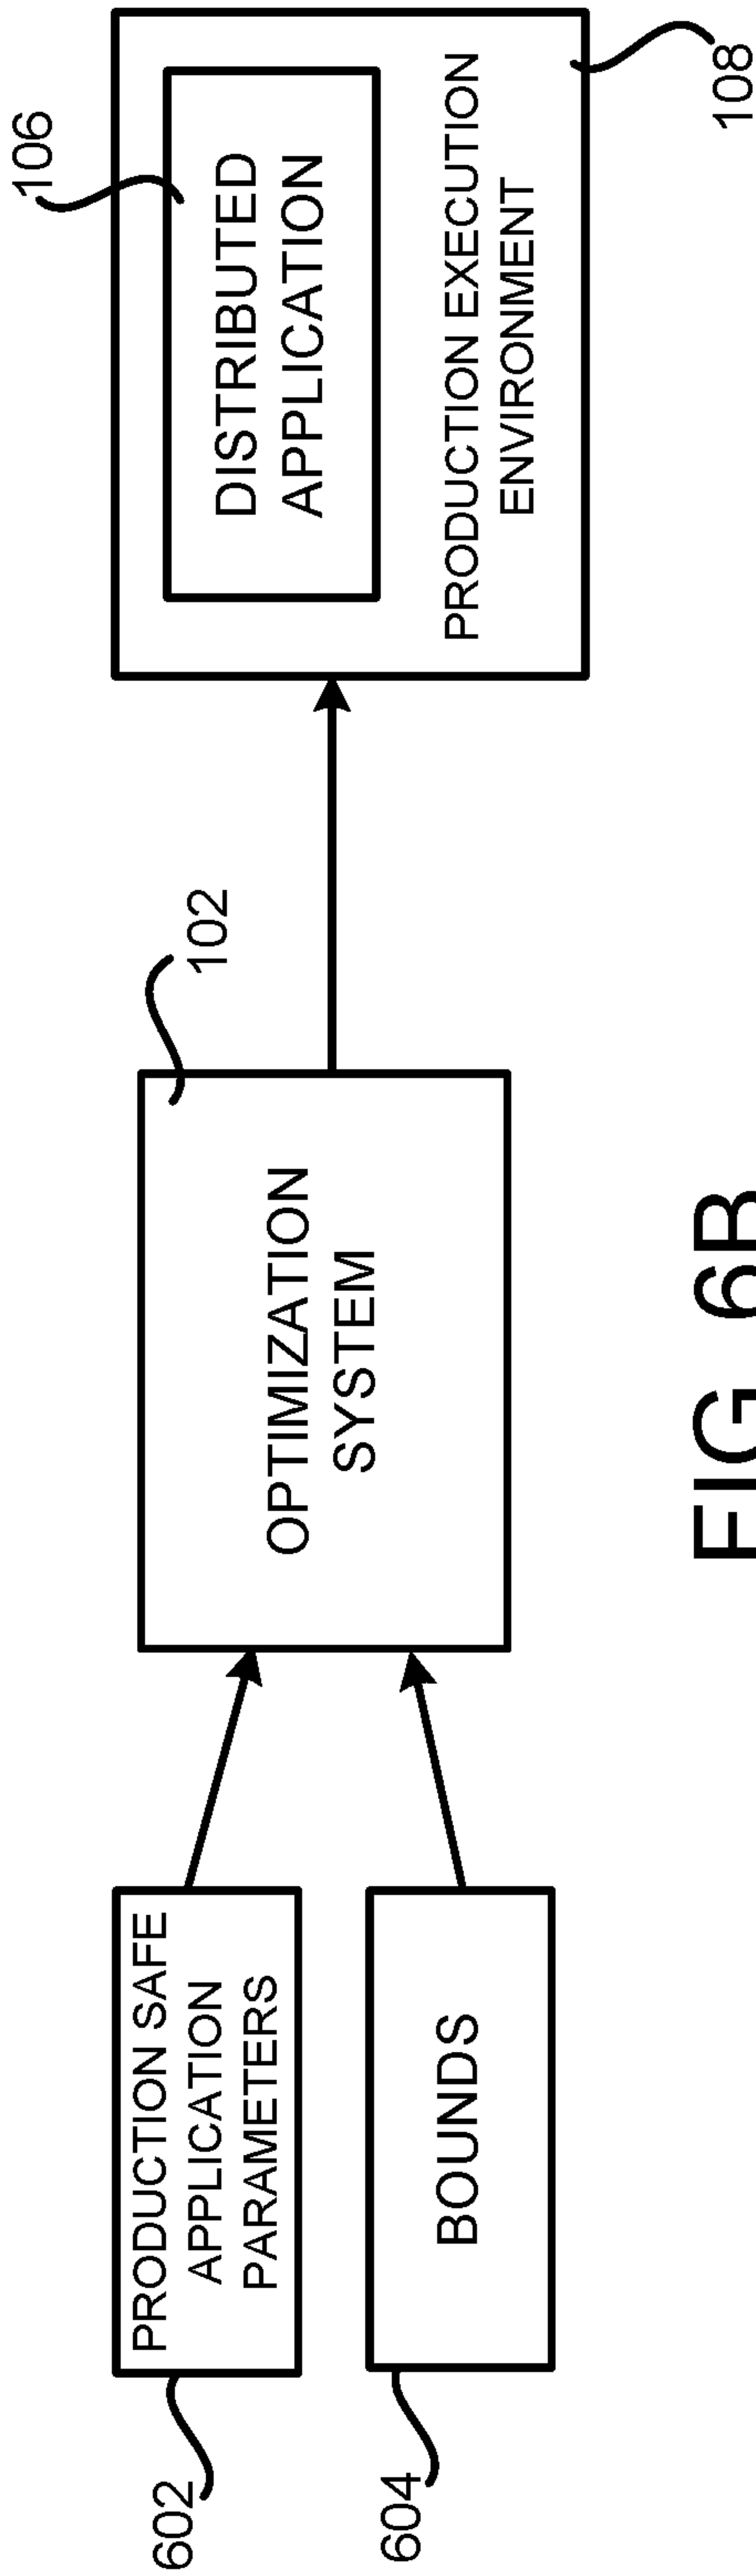 602
PRODUCTION SAFE
APPLICATION
PARAMETERS
604
BOUNDS
102
OPTIMIZATION
SYSTEM
106
DISTRIBUTED
APPLICATION
PRODUCTION EXECUTION
ENVIRONMENT
108
FIG. 6B